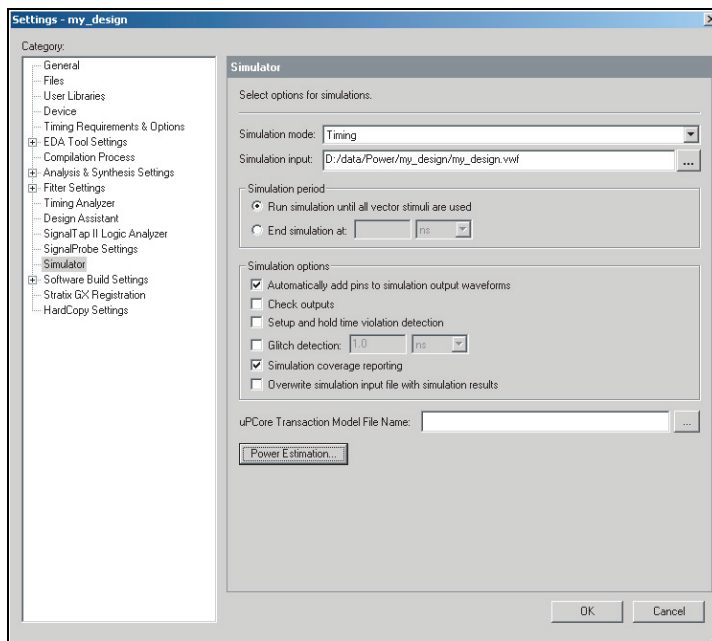 Settings - my_design
Category:
General
Files
User Libraries
Device
Timing Requirements & Options
EDA Tool Settings
Compilation Process
Analysis & Synthesis Settings
Fitter Settings
Timing Analyzer
Design Assistant
SignalTap II Logic Analyzer
SignalProbe Settings
Simulator
Software Build Settings
Stratix GX Registration
HardCopy Settings
Simulator
Select options for simulations.
Simulation mode: Timing
Simulation input: D:/data/Power/my_design/my_design.vwf ...
Simulation period
Run simulation until all vector stimuli are used
End simulation at: ns
Simulation options
Automatically add pins to simulation output waveforms
Check outputs
Setup and hold time violation detection
Glitch detection: 1.0 ns
Simulation coverage reporting
Overwrite simulation input file with simulation results
uPCore Transaction Model File Name: ...
Power Estimation...
OK Cancel